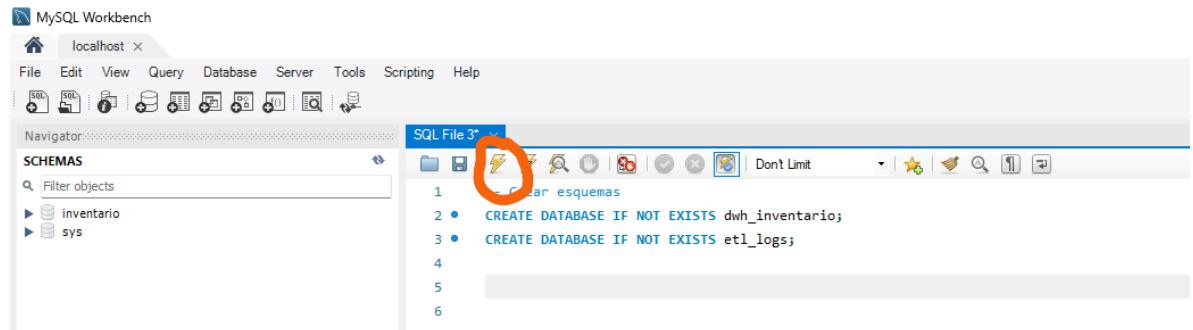 MySQL Workbench
localhost
File Edit View Query Database Server Tools Scripting Help
Navigator
SQL File 3*
SCHEMAS
Don't Limit
Filter objects
1 esquemas
inventario
2 CREATE DATABASE IF NOT EXISTS dwh_inventario;
sys
3 CREATE DATABASE IF NOT EXISTS etl_logs;
4
5
6